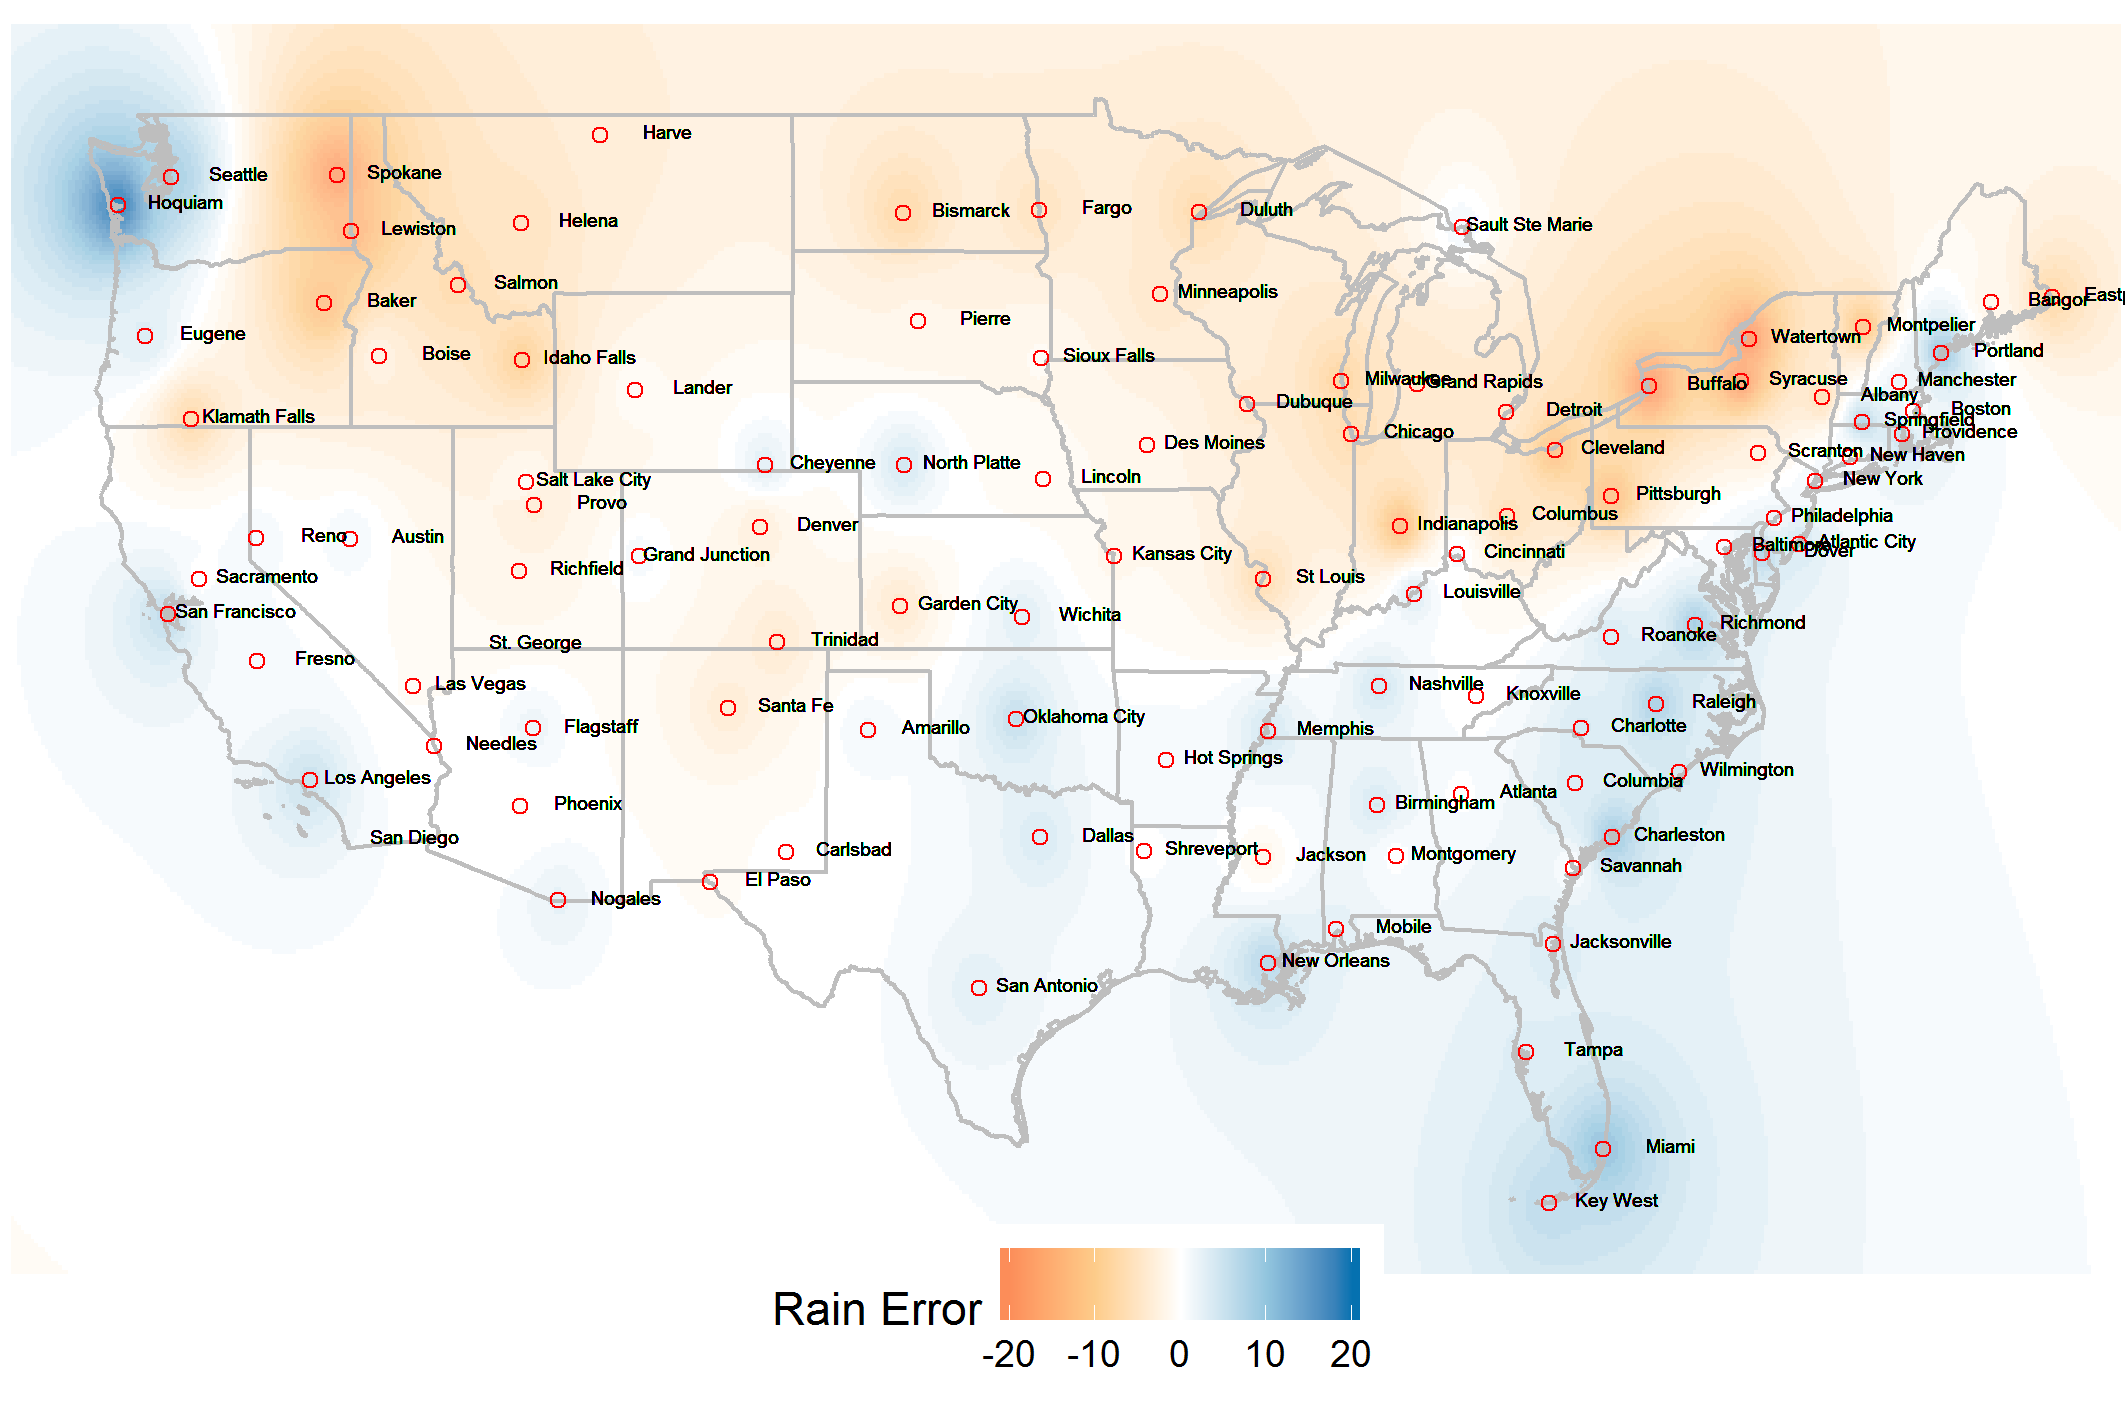 Harve
Seattle
Spokane
Hoquiam
Lewiston
Helena
Bismarck
Fargo
Duluth
Sault Ste Marie
Salmon
Baker
Minneapolis
Bangor
Eastp
Eugene
Pierre
Montpelier
Watertown
Boise
Idaho Falls
Sioux Falls
Portland
Lander
Milwaukee
Grand Rapids
Buffalo
Syracuse
Manchester
Klamath Falls
Dubuque
Detroit
Albany
Boston
Springfield
Providence
Chicago
Des Moines
Cleveland
Scranton
New Haven
Cheyenne
North Platte
Salt Lake City
Lincoln
New York
Provo
Pittsburgh
Denver
Indianapolis
Columbus
Philadelphia
Reno
Austin
Grand Junction
Kansas City
Cincinnati
Baltimore
Atlantic City
Dover
Sacramento
Richfield
St Louis
Louisville
San Francisco
Garden City
Wichita
Richmond
St. George
Trinidad
Roanoke
Fresno
Las Vegas
Nashville
Knoxville
Santa Fe
Raleigh
Flagstaff
Amarillo
Oklahoma City
Memphis
Charlotte
Needles
Hot Springs
Los Angeles
Wilmington
Phoenix
Birmingham
Atlanta
Columbia
San Diego
Dallas
Charleston
Carlsbad
Shreveport
Jackson
Montgomery
El Paso
Savannah
Nogales
Mobile
Jacksonville
New Orleans
San Antonio
Tampa
Miami
Key West
Rain Error
-20 -10 0 10 20